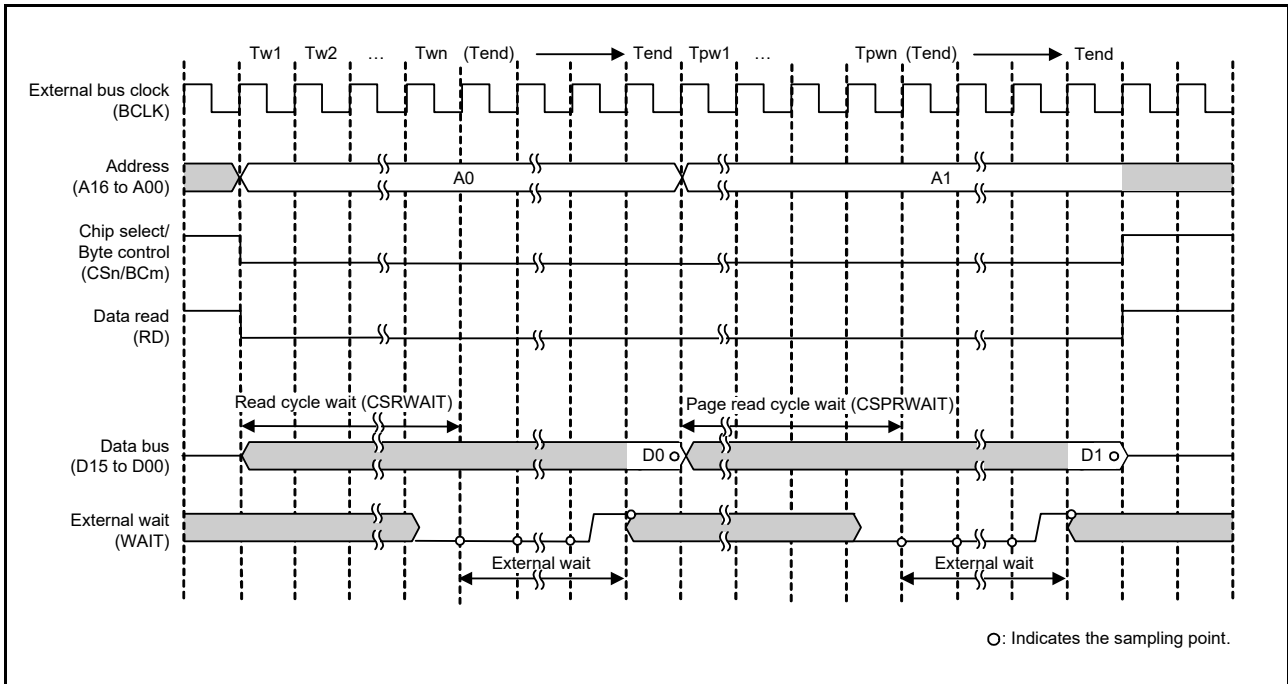 Tw1 Tw2 … Twn (Tend) Tend Tpw1 … Tpwn (Tend) Tend
External bus clock
(BCLK)
Address
(A16 to A00)
A0 A1
Chip select/
Byte control
(CSn/BCm)
Data read
(RD)
Read cycle wait (CSRWAIT) Page read cycle wait (CSPRWAIT)
Data bus
(D15 to D00)
D0 D1
External wait
(WAIT)
External wait External wait
: Indicates the sampling point.